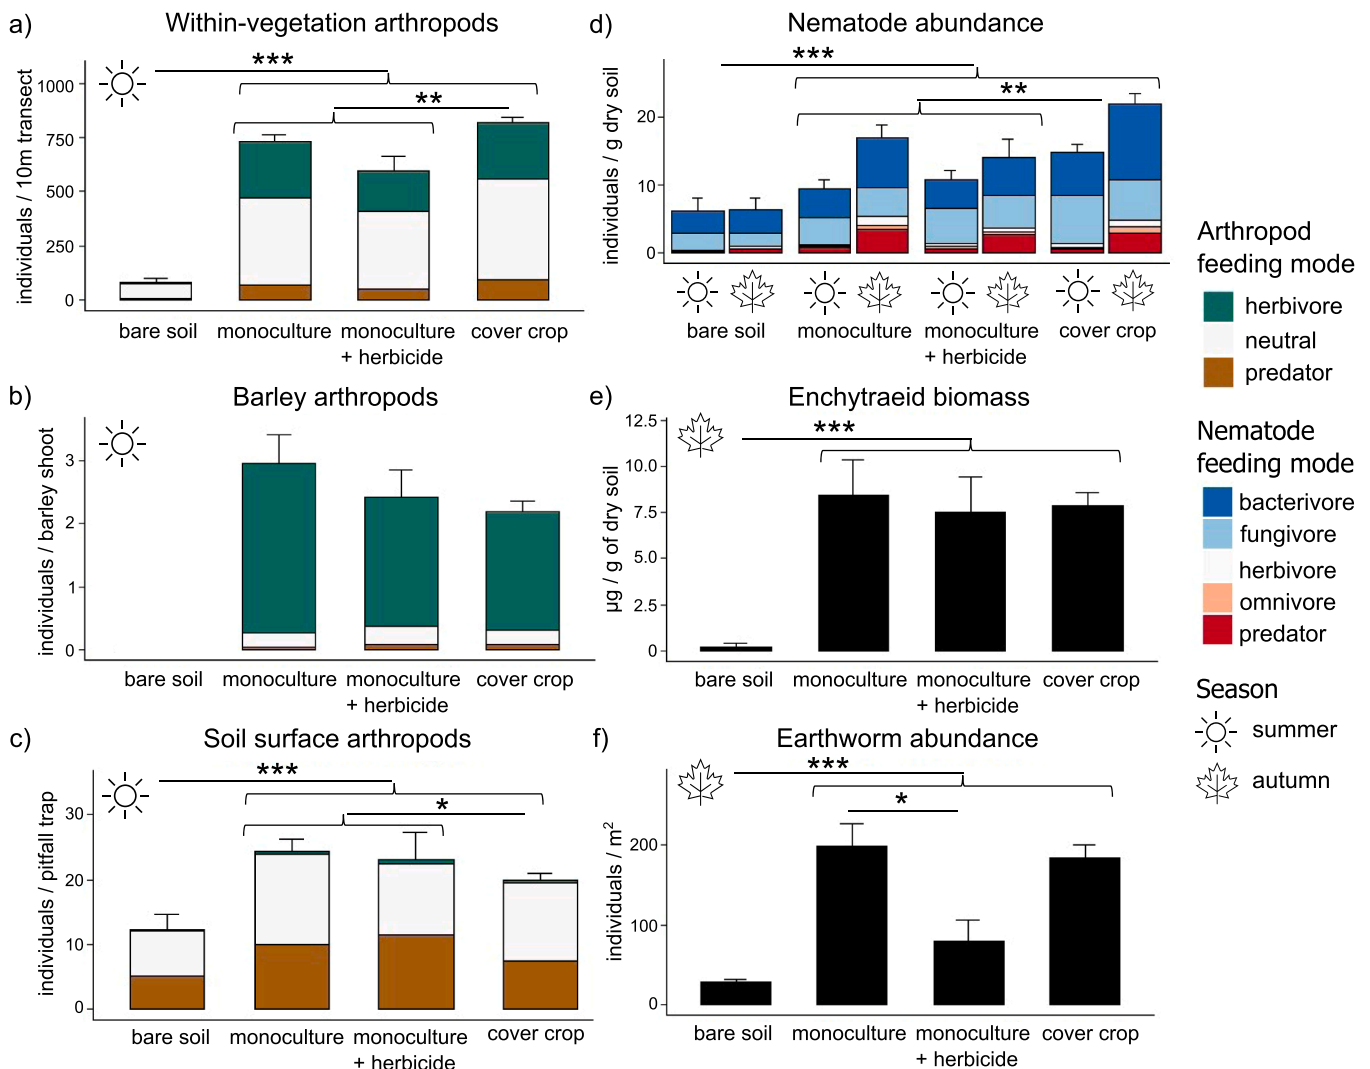 a)
Within-vegetation arthropods
individuals / 10m transect
1000
750
500
250
0
***
**
bare soil
monoculture
monoculture
+ herbicide
cover crop
b)
Barley arthropods
individuals / barley shoot
3
2
1
0
bare soil
monoculture
monoculture
+ herbicide
cover crop
c)
Soil surface arthropods
individuals / pitfall trap
30
20
10
0
***
*
bare soil
monoculture
monoculture
+ herbicide
cover crop
d)
Nematode abundance
individuals / g dry soil
20
10
0
***
**
bare soil
monoculture
monoculture
+ herbicide
cover crop
e)
Enchytraeid biomass
µg / g of dry soil
12.5
10.0
7.5
5.0
2.5
0
***
bare soil
monoculture
monoculture
+ herbicide
cover crop
f)
Earthworm abundance
individuals / m²
200
100
0
***
*
bare soil
monoculture
monoculture
+ herbicide
cover crop
Arthropod
feeding mode
herbivore
neutral
predator
Nematode
feeding mode
bacterivore
fungivore
herbivore
omnivore
predator
Season
summer
autumn